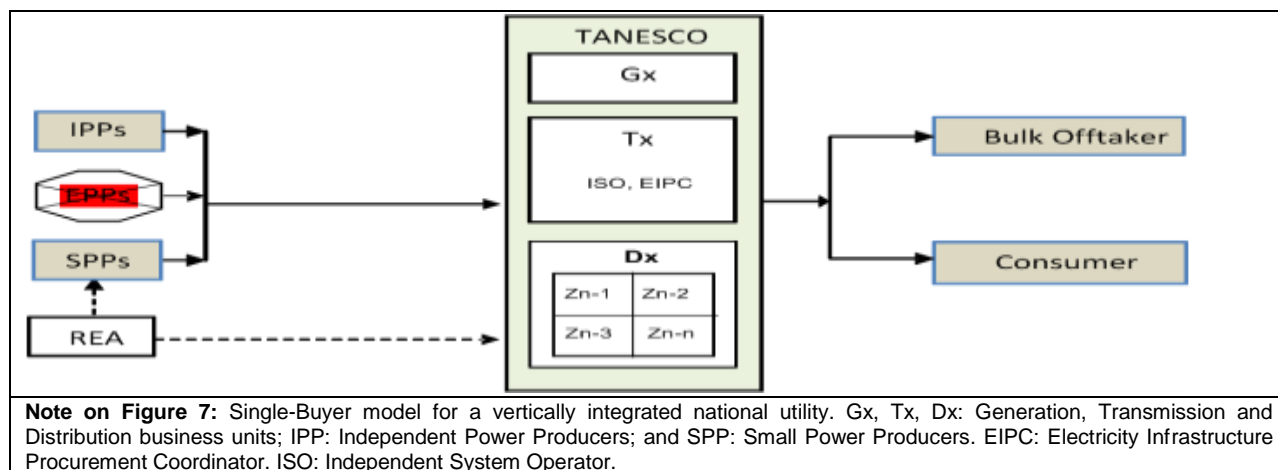 TANESCO
Gx
IPPs
Tx
Bulk Offtaker
ISO, EIPC
EPPs
SPPs
Dx
Consumer
Zn-1 Zn-2
Zn-3 Zn-n
REA
Note on Figure 7: Single-Buyer model for a vertically integrated national utility. Gx, Tx, Dx: Generation, Transmission and
Distribution business units; IPP: Independent Power Producers; and SPP: Small Power Producers. EIPC: Electricity Infrastructure
Procurement Coordinator. ISO: Independent System Operator.